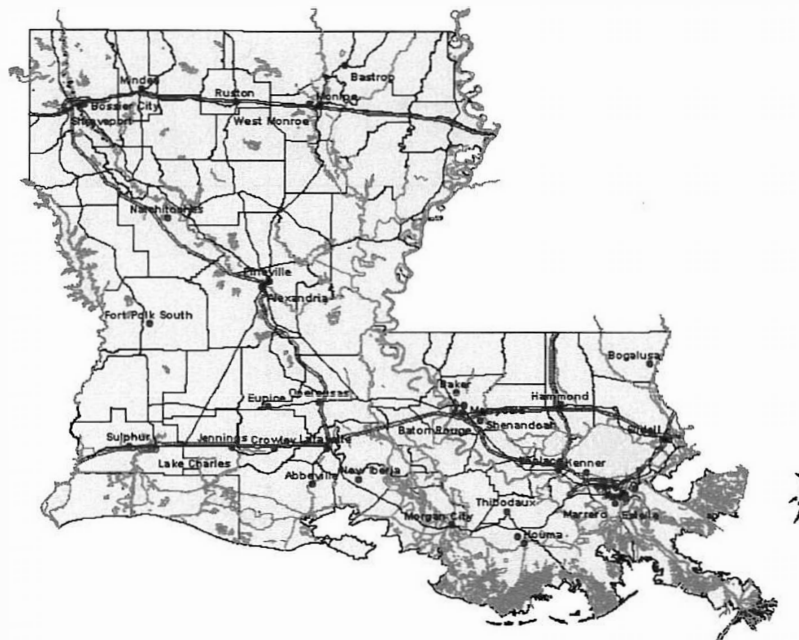 Minden
Bastrop
Ruston
Monroe
Bossier City
Shreveport
West Monroe
Natchitoches
Pineville
Alexandria
Fort Polk South
Bogalusa
Baker
Eunice
Opelousas
Hammond
Merrydale
Shenandoah
Baton Rouge
Slidell
Sulphur
Jennings
Crowley
Lafayette
Laplace
Kenner
Lake Charles
New Iberia
Abbeville
Thibodaux
Morgan City
Marrero
Estelle
Houma